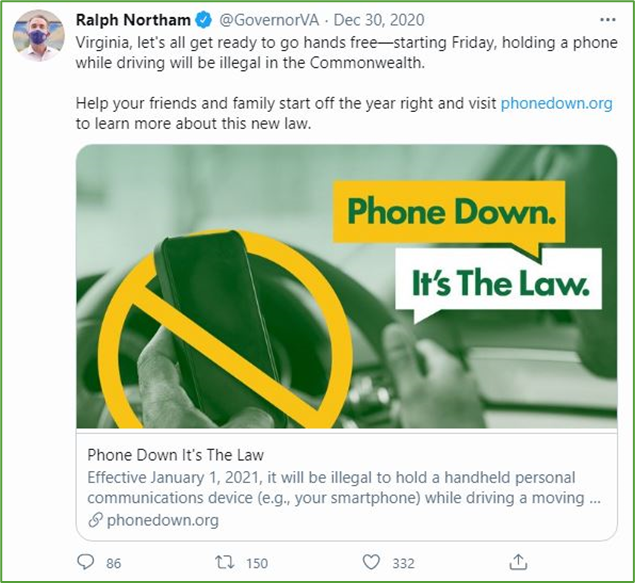 Ralph Northam @GovernorVA · Dec 30, 2020
Virginia, let's all get ready to go hands free—starting Friday, holding a phone
while driving will be illegal in the Commonwealth.
Help your friends and family start off the year right and visit phonedown.org
to learn more about this new law.
Phone Down.
It's The Law.
Phone Down It's The Law
Effective January 1, 2021, it will be illegal to hold a handheld personal
communications device (e.g., your smartphone) while driving a moving ...
phonedown.org
86 150 332